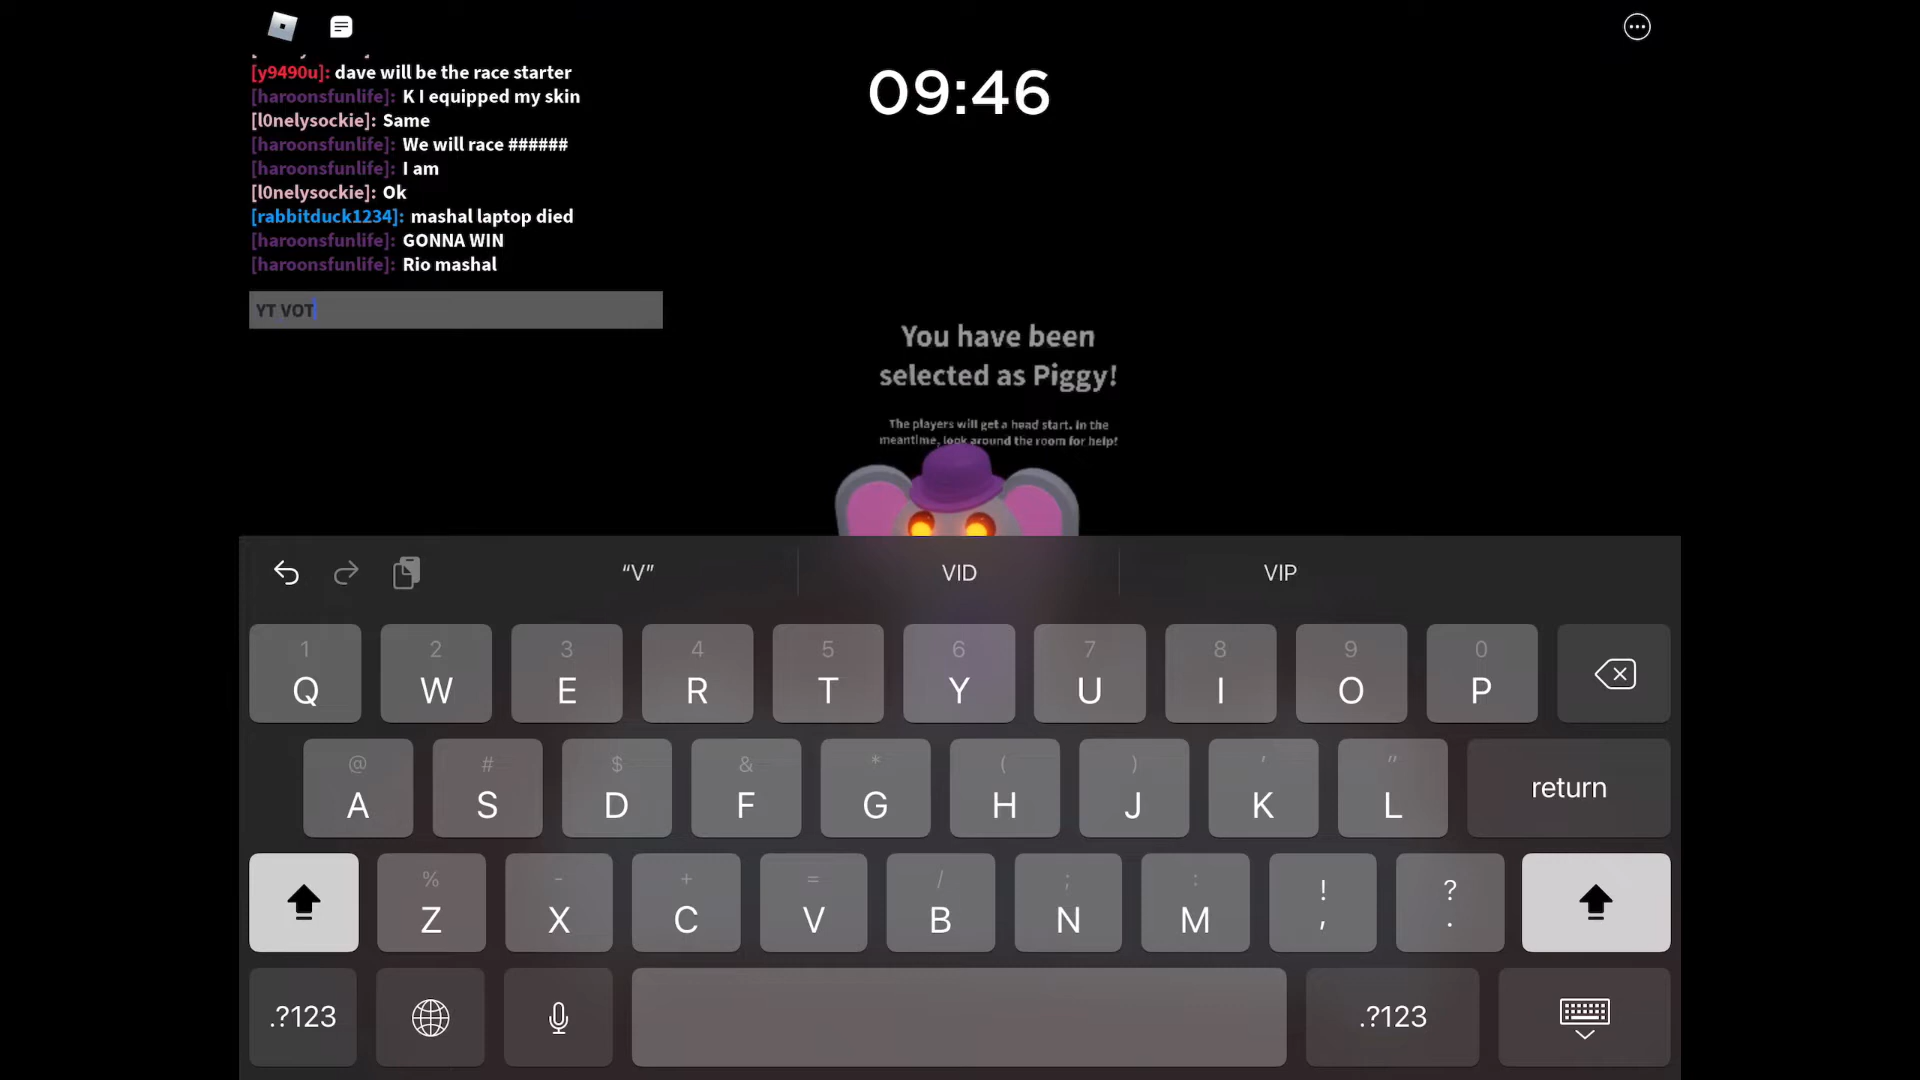 [y9490u]: dave will be the race starter
[haroonsfunlife]: K I equipped my skin
[l0nelysockie]: Same
[haroonsfunlife]: We will race ######
[haroonsfunlife]: I am
[l0nelysockie]: Ok
[rabbitduck1234]: mashal laptop died
[haroonsfunlife]: GONNA WIN
[haroonsfunlife]: Rio mashal
YT VOT
09:46
You have been
selected as Piggy!
The players will get a head start. In the
meantime, look around the room for help!
“V” VID VIP
1 2 3 4 5 6 7 8 9 0
Q W E R T Y U I O P
@ # $ & * ( ) ' "
A S D F G H J K L return
% - + = / ; : ! ?
Z X C V B N M , .
.?123 .?123